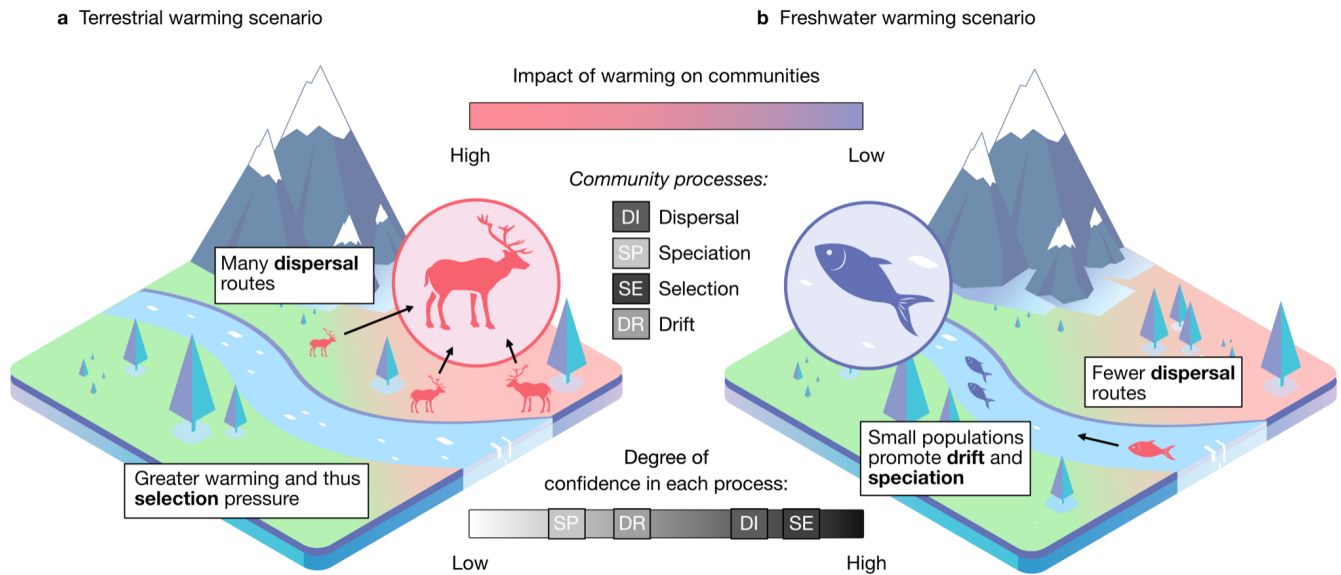 a Terrestrial warming scenario
b Freshwater warming scenario
Impact of warming on communities
High
Low
Community processes:
DI Dispersal
SP Speciation
SE Selection
DR Drift
Many dispersal
routes
Greater warming and thus
selection pressure
Fewer dispersal
routes
Small populations
promote drift and
speciation
Degree of
confidence in each process:
SP DR DI SE
Low
High